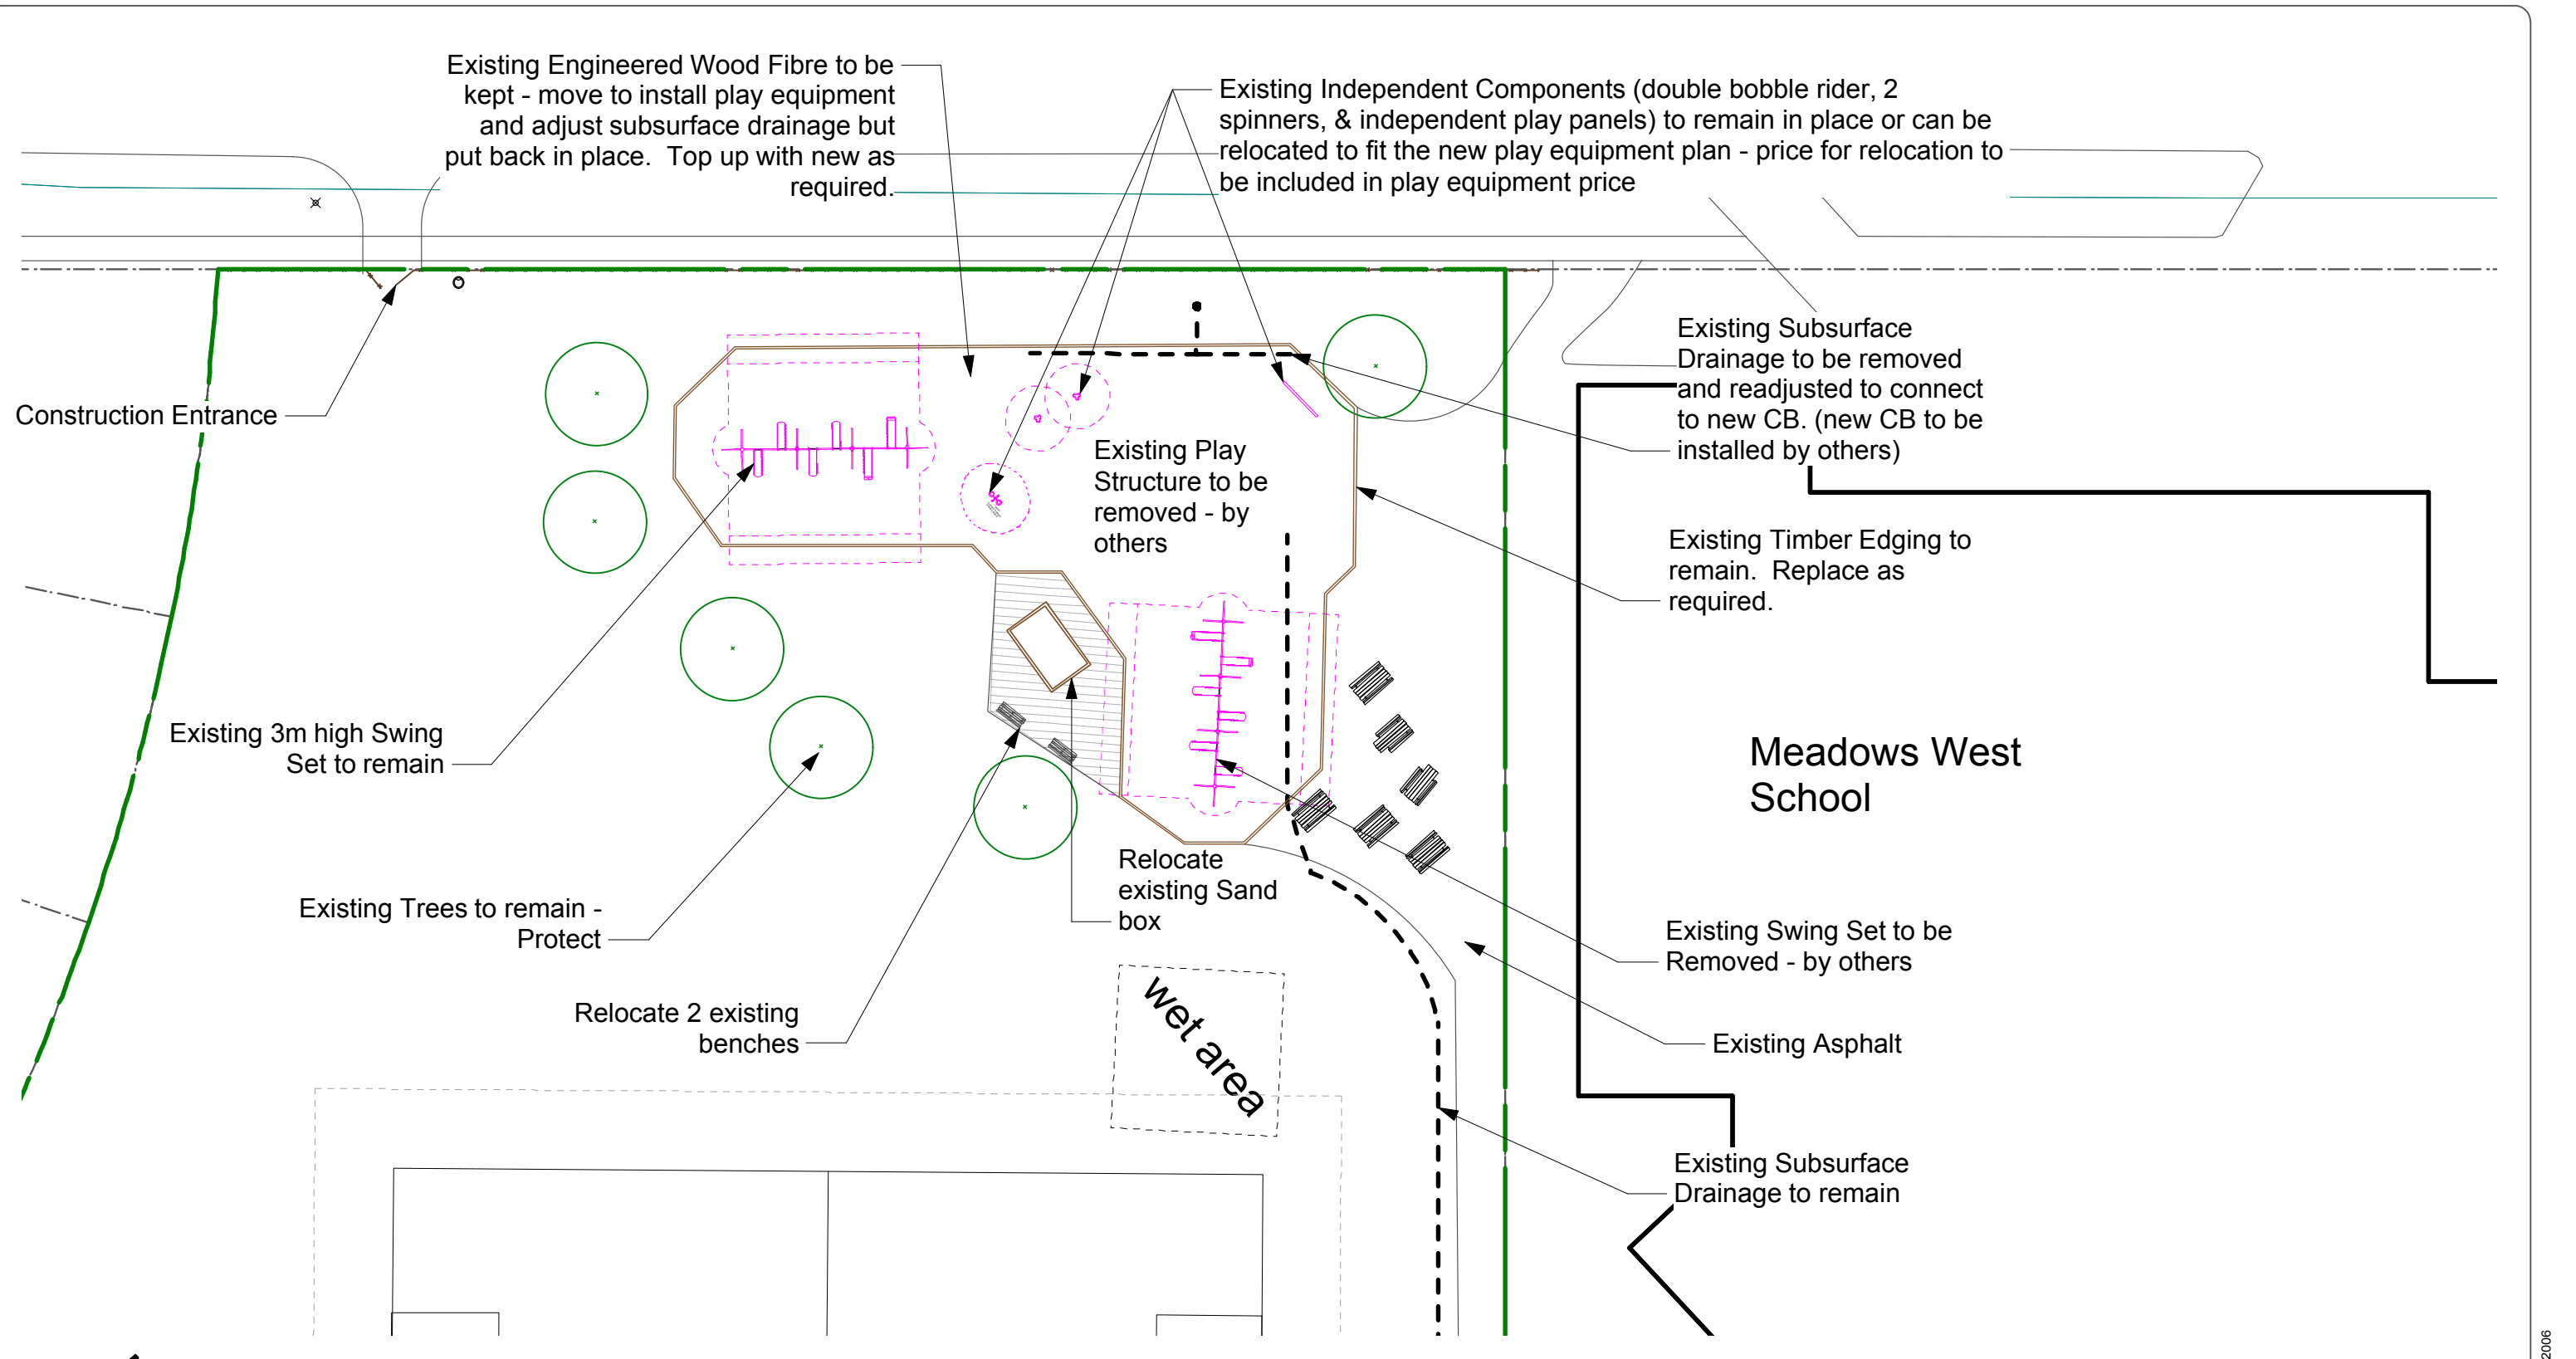 Existing Engineered Wood Fibre to be
kept - move to install play equipment
and adjust subsurface drainage but
put back in place.  Top up with new as
required.
Existing Independent Components (double bobble rider, 2
spinners, & independent play panels) to remain in place or can be
relocated to fit the new play equipment plan - price for relocation to
be included in play equipment price
Construction Entrance
Existing Subsurface
Drainage to be removed
and readjusted to connect
to new CB. (new CB to be
installed by others)
Existing Play
Structure to be
removed - by
others
Existing Timber Edging to
remain.  Replace as
required.
Existing 3m high Swing
Set to remain
Meadows West
School
Existing Trees to remain -
Protect
Relocate
existing Sand
box
Existing Swing Set to be
Removed - by others
Relocate 2 existing
benches
wet area
Existing Asphalt
Existing Subsurface
Drainage to remain
2006